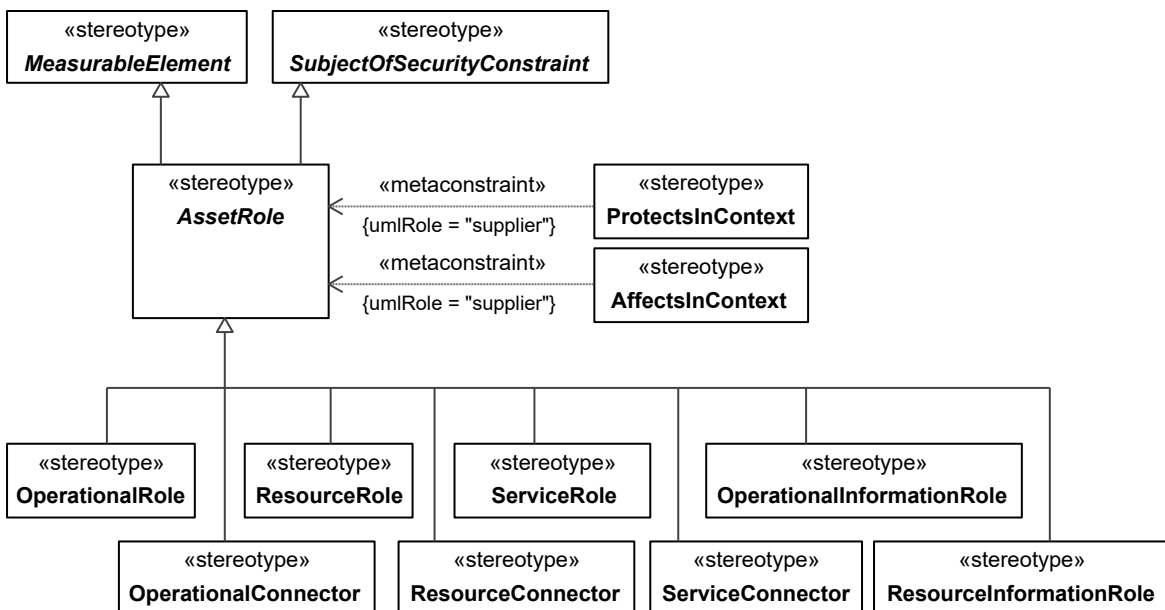 «stereotype»
MeasurableElement
«stereotype»
SubjectOfSecurityConstraint
«stereotype»
AssetRole
«metaconstraint»
{umlRole = "supplier"}
«stereotype»
ProtectsInContext
«metaconstraint»
{umlRole = "supplier"}
«stereotype»
AffectsInContext
«stereotype»
OperationalRole
«stereotype»
ResourceRole
«stereotype»
ServiceRole
«stereotype»
OperationalInformationRole
«stereotype»
OperationalConnector
«stereotype»
ResourceConnector
«stereotype»
ServiceConnector
«stereotype»
ResourceInformationRole